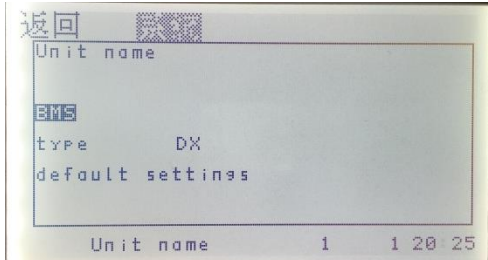 返回
Unit name
BMS
type DX
default settings
Unit name 1 1 20:25